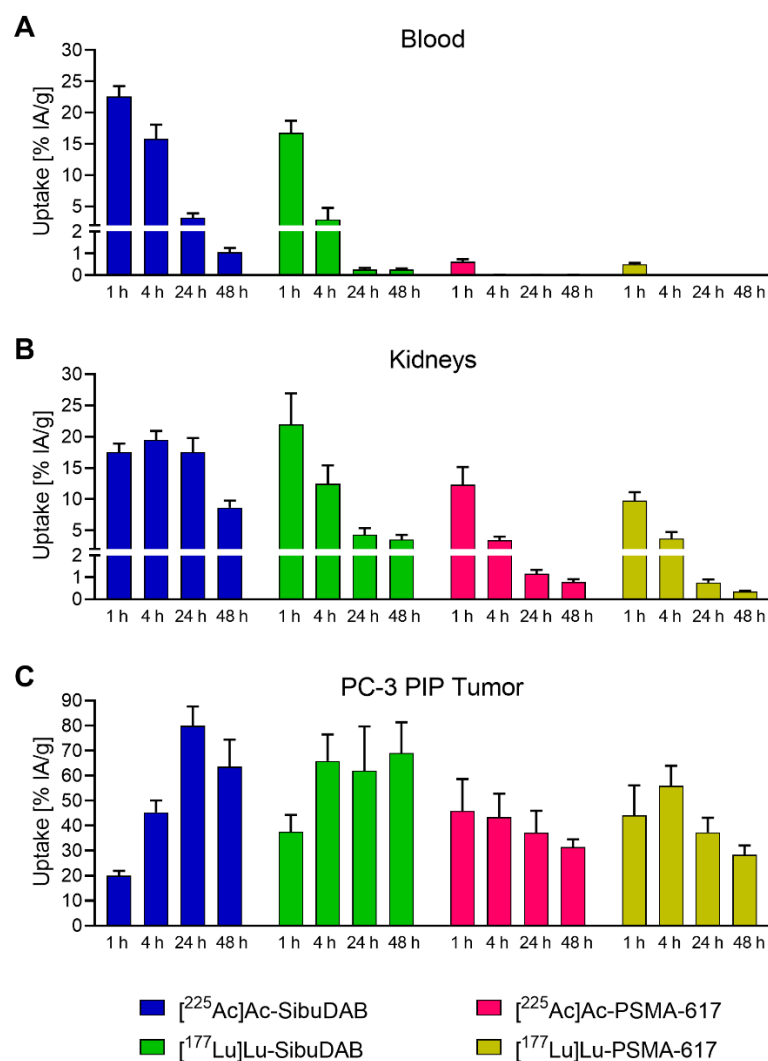 A
Blood
Uptake [% IA/g]
30
25
20
15
10
5
2
1
0
1 h 4 h 24 h 48 h 1 h 4 h 24 h 48 h 1 h 4 h 24 h 48 h 1 h 4 h 24 h 48 h
B
Kidneys
Uptake [% IA/g]
30
25
20
15
10
5
2
1
0
1 h 4 h 24 h 48 h 1 h 4 h 24 h 48 h 1 h 4 h 24 h 48 h 1 h 4 h 24 h 48 h
C
PC-3 PIP Tumor
Uptake [% IA/g]
90
80
70
60
50
40
30
20
10
0
1 h 4 h 24 h 48 h 1 h 4 h 24 h 48 h 1 h 4 h 24 h 48 h 1 h 4 h 24 h 48 h
[²²⁵Ac]Ac-SibuDAB [²²⁵Ac]Ac-PSMA-617
[¹⁷⁷Lu]Lu-SibuDAB [¹⁷⁷Lu]Lu-PSMA-617